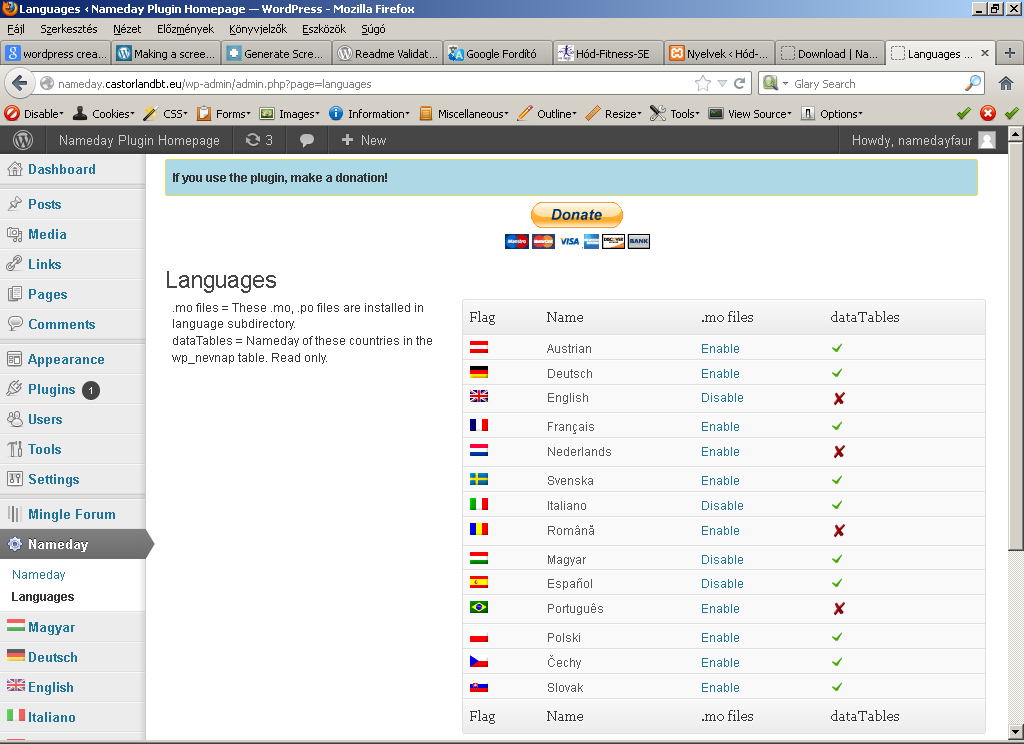 Languages ‹ Nameday Plugin Homepage — WordPress - Mozilla Firefox
Fájl Szerkesztés Nézet Előzmények Könyvjelzők Eszközök Súgó
wordpress crea... Making a scree... Generate Scree... Readme Validat... Google Fordító Hód-Fitness-SE Nyelvek ‹ Hód-... Download | Na... Languages ...
nameday.castorlandbt.eu/wp-admin/admin.php?page=languages Glary Search
Disable Cookies CSS Forms Images Information Miscellaneous Outline Resize Tools View Source Options
Nameday Plugin Homepage 3 New Howdy, namedayfaur
Dashboard
Posts
Media
Links
Pages
Comments
Appearance
Plugins 1
Users
Tools
Settings
Mingle Forum
Nameday
Nameday
Languages
Magyar
Deutsch
English
Italiano
If you use the plugin, make a donation!
Donate
Maestro MasterCard VISA DISCOVER BANK
Languages
.mo files = These .mo, .po files are installed in
language subdirectory.
dataTables = Nameday of these countries in the
wp_nevnap table. Read only.
Flag Name .mo files dataTables
Austrian Enable
Deutsch Enable
English Disable
Français Enable
Nederlands Enable
Svenska Enable
Italiano Disable
Română Enable
Magyar Disable
Español Disable
Português Enable
Polski Enable
Čechy Enable
Slovak Enable
Flag Name .mo files dataTables